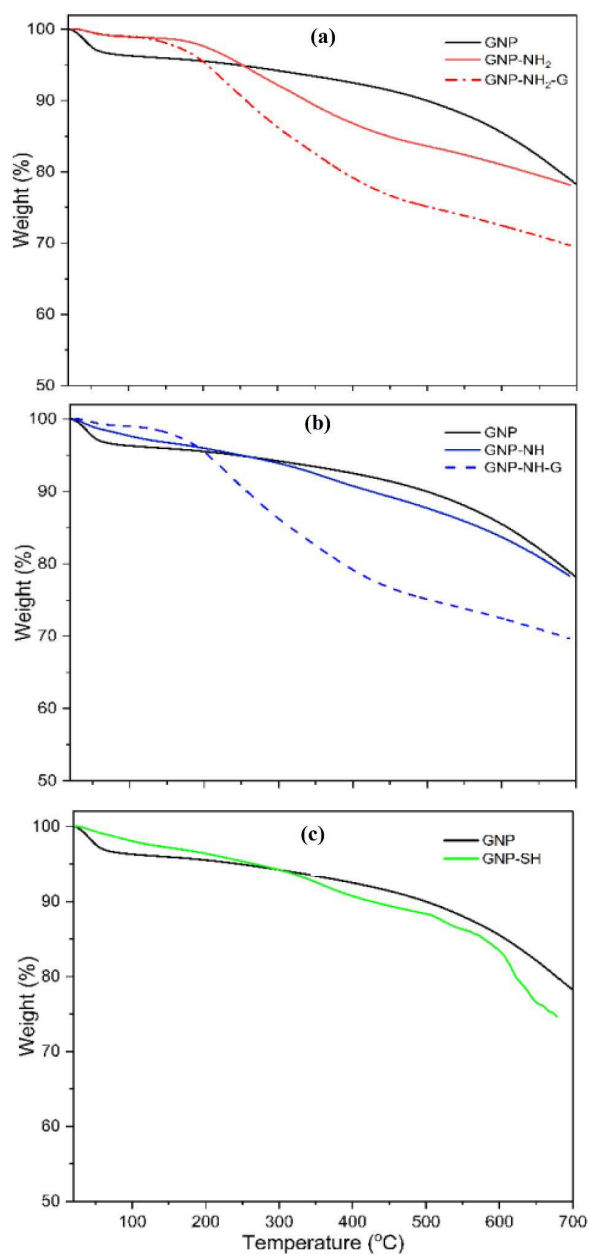 (a)
GNP
GNP-NH₂
GNP-NH₂-G
100
90
80
70
60
50
Weight (%)
(b)
GNP
GNP-NH
GNP-NH-G
100
90
80
70
60
50
Weight (%)
(c)
GNP
GNP-SH
100
90
80
70
60
50
Weight (%)
100 200 300 400 500 600 700
Temperature (°C)